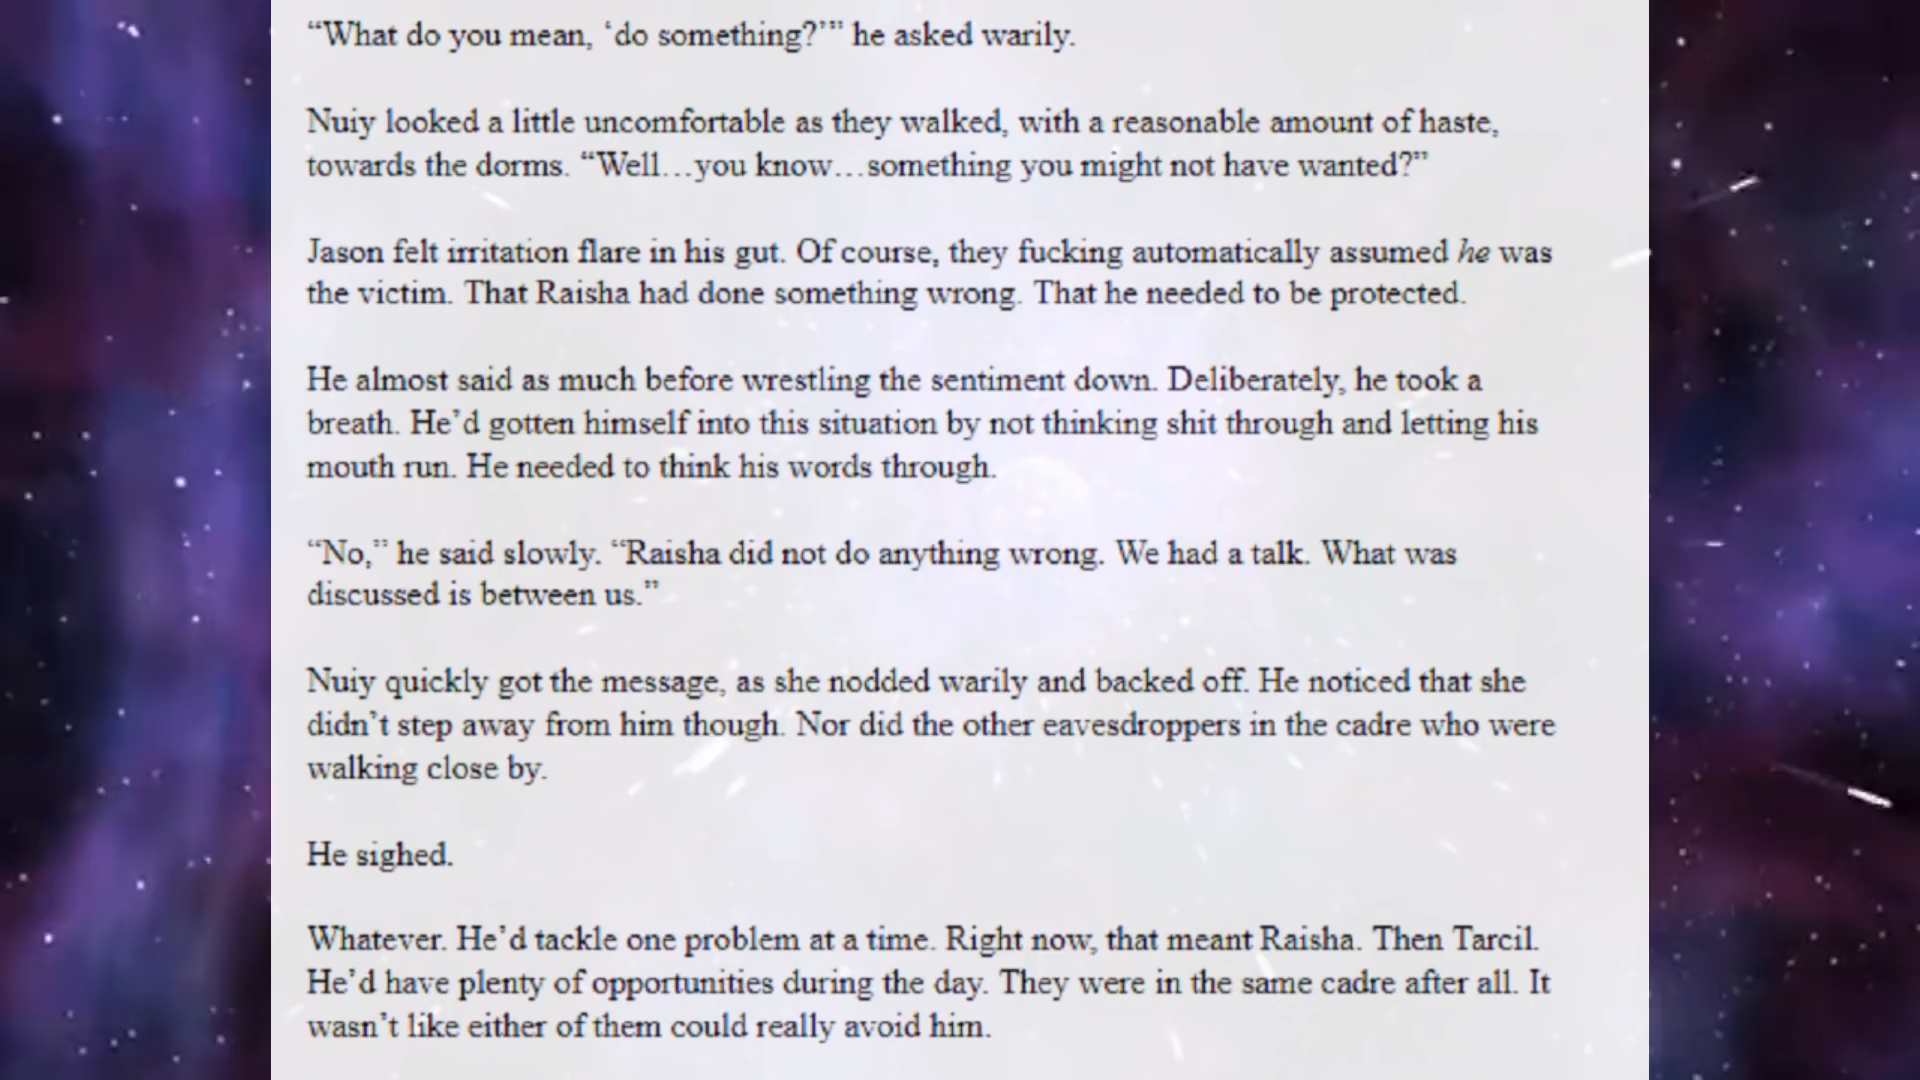 “What do you mean, ‘do something?’” he asked warily.
Nuiy looked a little uncomfortable as they walked, with a reasonable amount of haste,
towards the dorms. “Well…you know…something you might not have wanted?”
Jason felt irritation flare in his gut. Of course, they fucking automatically assumed he was
the victim. That Raisha had done something wrong. That he needed to be protected.
He almost said as much before wrestling the sentiment down. Deliberately, he took a
breath. He’d gotten himself into this situation by not thinking shit through and letting his
mouth run. He needed to think his words through.
“No,” he said slowly. “Raisha did not do anything wrong. We had a talk. What was
discussed is between us.”
Nuiy quickly got the message, as she nodded warily and backed off. He noticed that she
didn’t step away from him though. Nor did the other eavesdroppers in the cadre who were
walking close by.
He sighed.
Whatever. He’d tackle one problem at a time. Right now, that meant Raisha. Then Tarcil.
He’d have plenty of opportunities during the day. They were in the same cadre after all. It
wasn’t like either of them could really avoid him.